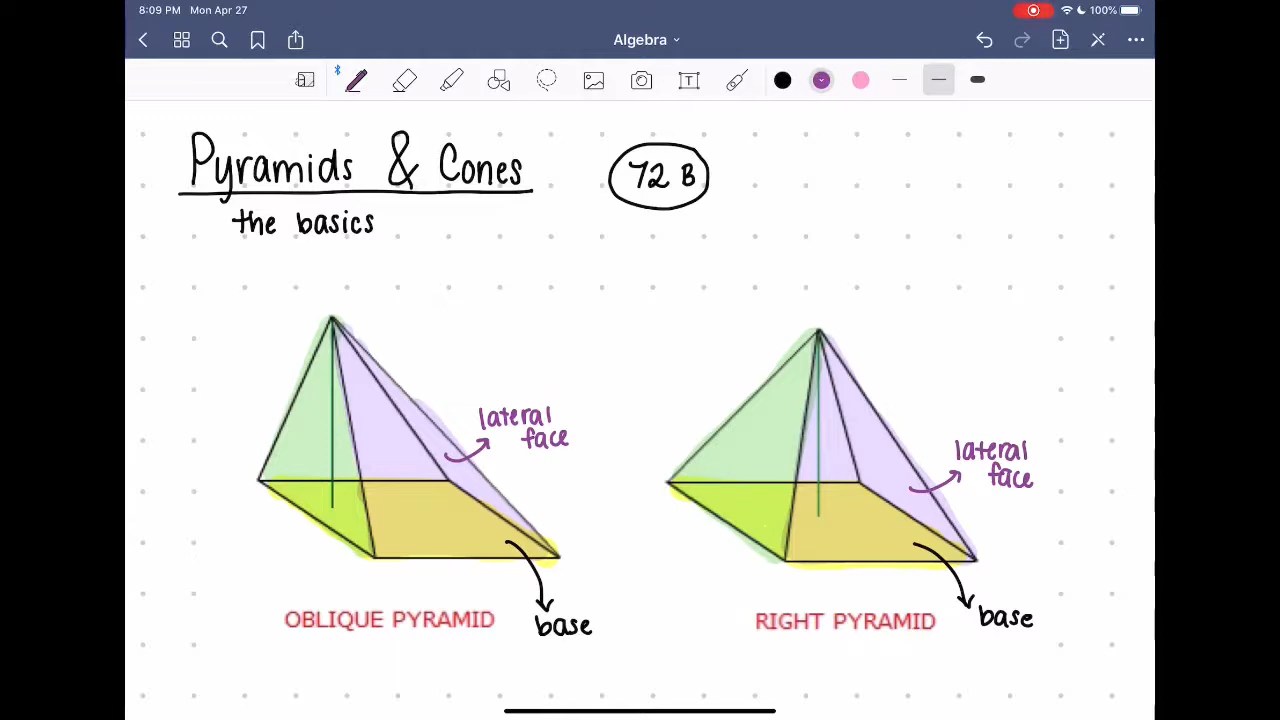 8:09 PM Mon Apr 27
100%
Algebra
T
Pyramids & Cones
72 B
the basics
lateral
face
lateral
face
OBLIQUE PYRAMID
base
RIGHT PYRAMID
base